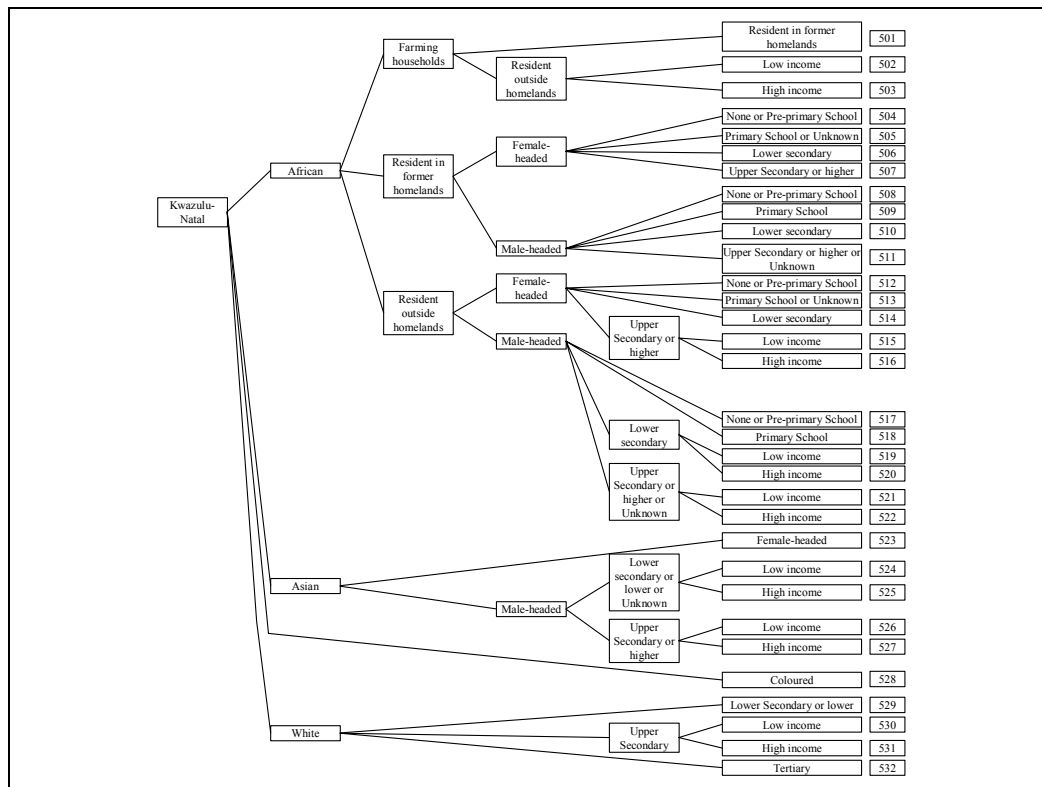 Resident in former
homelands
501
Farming
households
Resident
outside
homelands
Low income
502
High income
503
None or Pre-primary School
504
Primary School or Unknown
505
Female-
headed
Lower secondary
506
Upper Secondary or higher
507
African
Resident in
former
homelands
None or Pre-primary School
508
Primary School
509
Kwazulu-
Natal
Lower secondary
510
Male-headed
Upper Secondary or higher or
Unknown
511
Female-
headed
None or Pre-primary School
512
Primary School or Unknown
513
Resident
outside
homelands
Lower secondary
514
Male-headed
Upper
Secondary or
higher
Low income
515
High income
516
None or Pre-primary School
517
Primary School
518
Lower
secondary
Low income
519
High income
520
Upper
Secondary or
higher or
Unknown
Low income
521
High income
522
Female-headed
523
Asian
Male-headed
Lower
secondary or
lower or
Unknown
Low income
524
High income
525
Upper
Secondary or
higher
Low income
526
High income
527
Coloured
528
White
Lower Secondary or lower
529
Upper
Secondary
Low income
530
High income
531
Tertiary
532